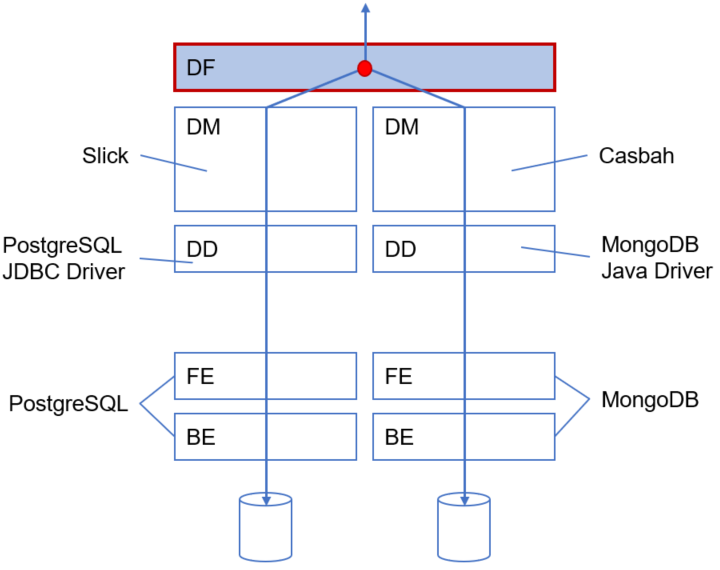 DF
DM
DM
Slick
Casbah
PostgreSQL
JDBC Driver
DD
DD
MongoDB
Java Driver
FE
FE
PostgreSQL
MongoDB
BE
BE